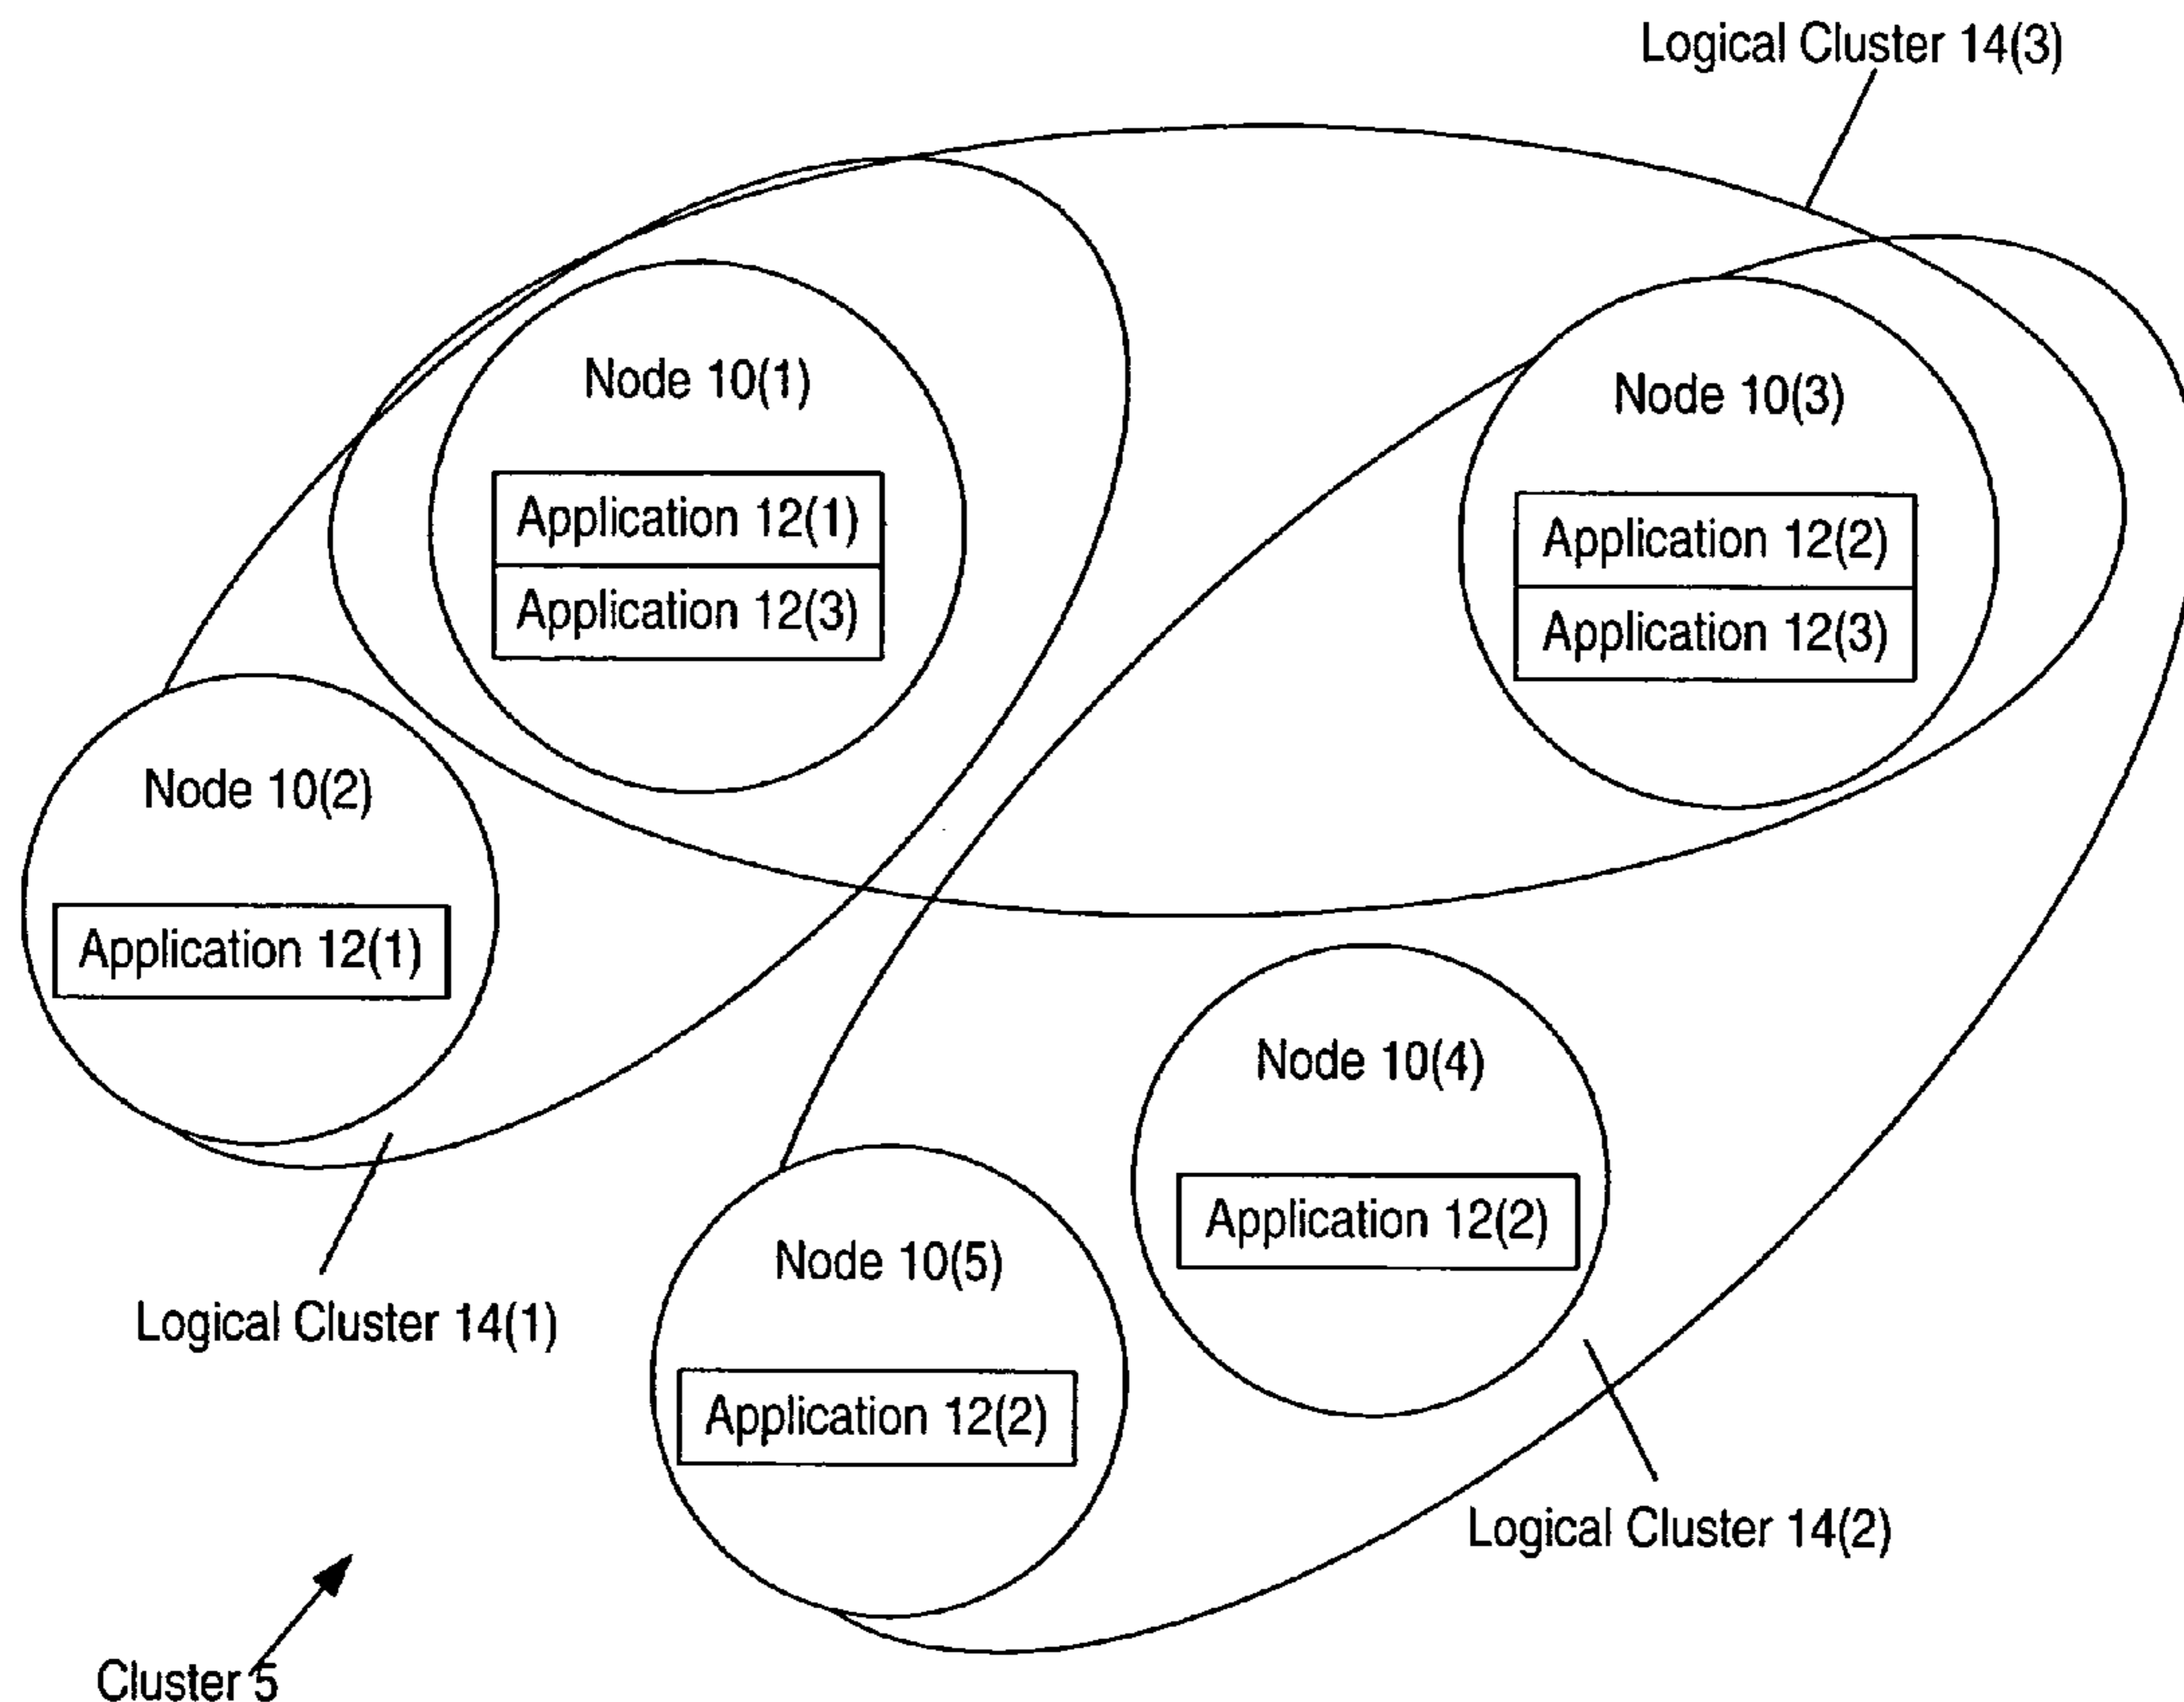 Logical Cluster 14(3)
Node 10(1)
Application 12(1)
Application 12(3)
Node 10(3)
Application 12(2)
Application 12(3)
Node 10(2)
Application 12(1)
Node 10(4)
Application 12(2)
Node 10(5)
Application 12(2)
Logical Cluster 14(1)
Logical Cluster 14(2)
Cluster 5